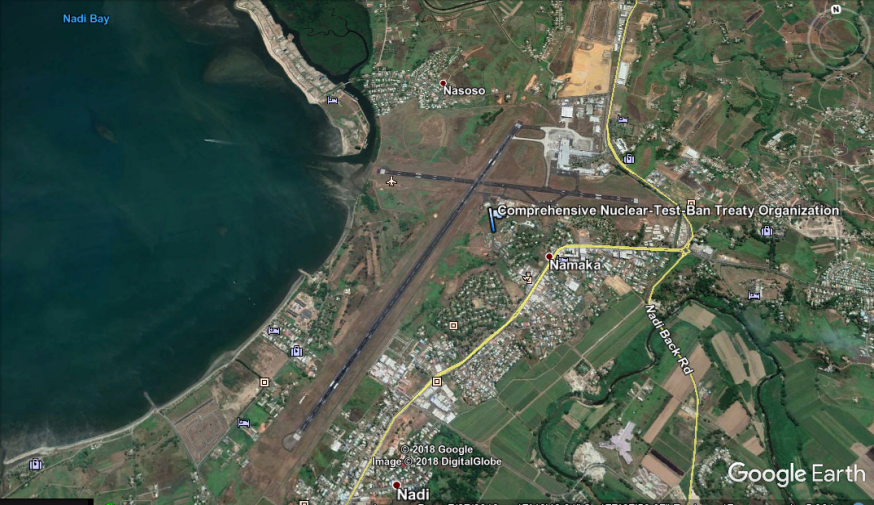 Nadi Bay
N
Nasoso
Comprehensive Nuclear-Test-Ban Treaty Organization
Namaka
Nadi-Back-Rd
© 2018 Google
Image © 2018 DigitalGlobe
Google Earth
Nadi